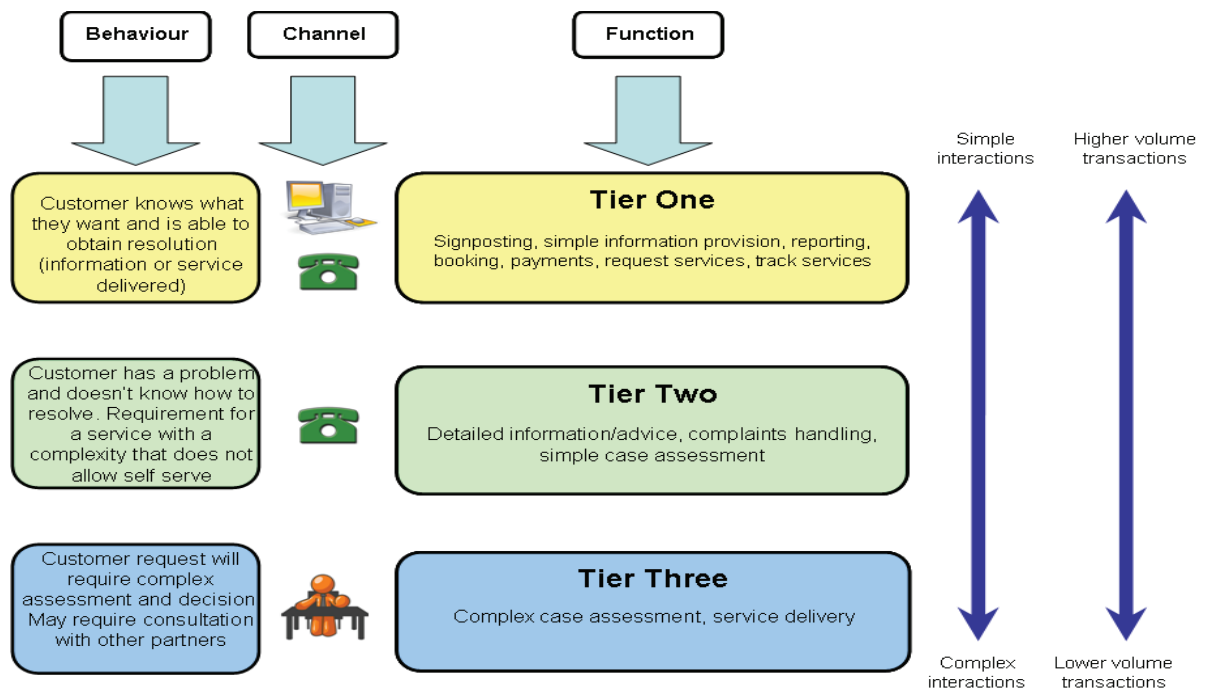 Behaviour
Channel
Function
Simple
interactions
Higher volume
transactions
Customer knows what
they want and is able to
obtain resolution
(information or service
delivered)
Tier One
Signposting, simple information provision, reporting,
booking, payments, request services, track services
Customer has a problem
and doesn't know how to
resolve. Requirement for
a service with a
complexity that does not
allow self serve
Tier Two
Detailed information/advice, complaints handling,
simple case assessment
Customer request will
require complex
assessment and decision
May require consultation
with other partners
Tier Three
Complex case assessment, service delivery
Complex
interactions
Lower volume
transactions